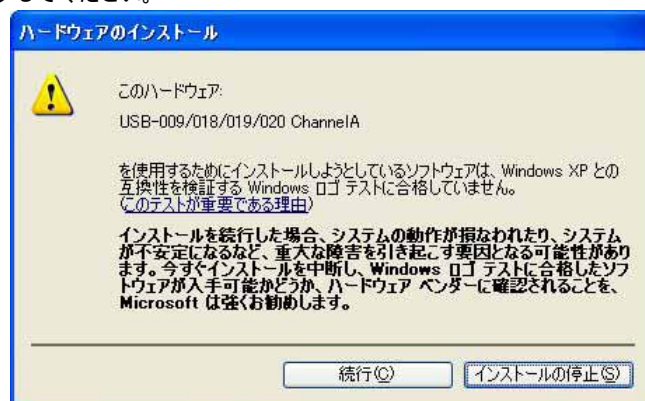 してください。
ハードウェアのインストール
このハードウェア:
USB-009/018/019/020 ChannelA
を使用するためにインストールしようとしているソフトウェアは、Windows XP との
互換性を検証する Windows ロゴ テストに合格していません。
(このテストが重要である理由)
インストールを続行した場合、システムの動作が損なわれたり、システム
が不安定になるなど、重大な障害を引き起こす要因となる可能性があり
ます。今すぐインストールを中断し、Windows ロゴ テストに合格したソフ
トウェアが入手可能かどうか、ハードウェア ベンダーに確認されることを、
Microsoft は強くお勧めします。
続行(C)
インストールの停止(S)